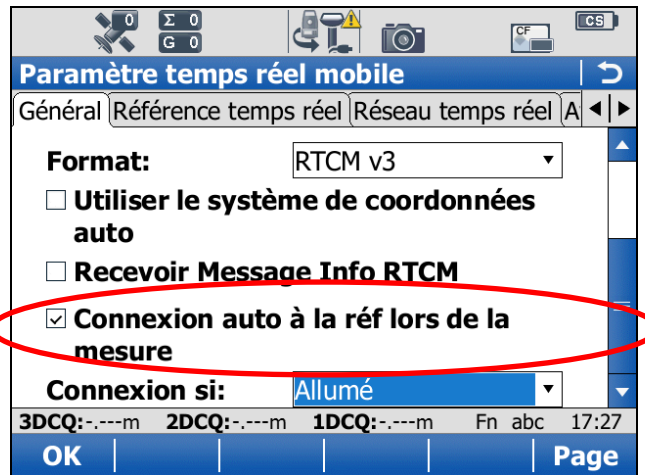 0
Σ 0
G 0
CF
CS
Paramètre temps réel mobile
Général Référence temps réel Réseau temps réel A
Format: RTCM v3
Utiliser le système de coordonnées
auto
Recevoir Message Info RTCM
Connexion auto à la réf lors de la
mesure
Connexion si: Allumé
3DCQ:-.---m 2DCQ:-.---m 1DCQ:-.---m Fn abc 17:27
OK Page